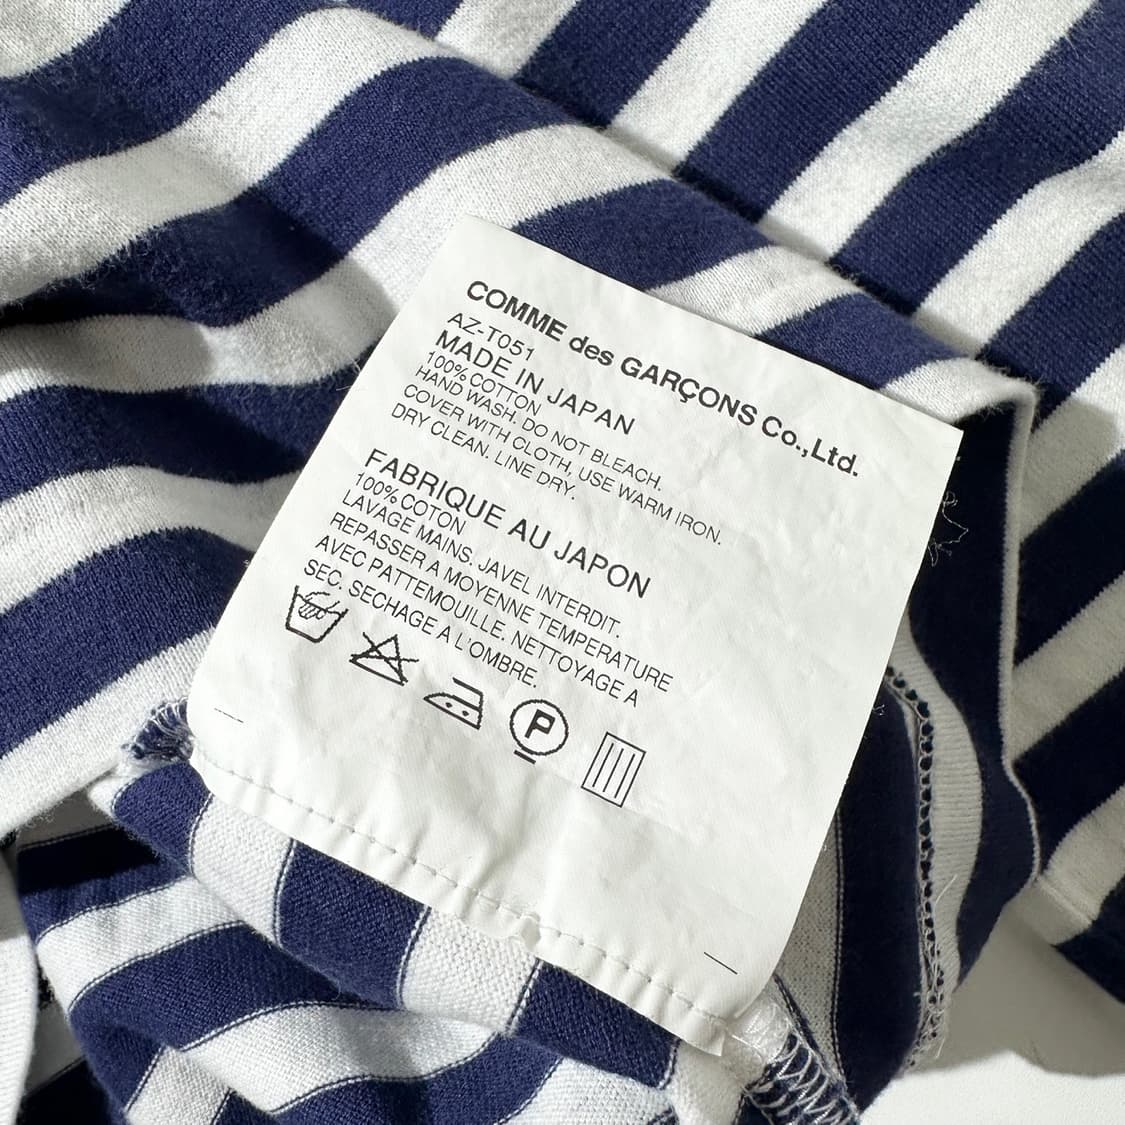 COMME des GARÇONS Co.,Ltd.
AZ-T051
MADE IN JAPAN
100% COTTON
HAND WASH. DO NOT BLEACH.
COVER WITH CLOTH, USE WARM IRON.
DRY CLEAN. LINE DRY.
FABRIQUE AU JAPON
100% COTON
LAVAGE MAINS. JAVEL INTERDIT.
REPASSER A MOYENNE TEMPERATURE
AVEC PATTEMOUILLE. NETTOYAGE A
SEC. SECHAGE A L'OMBRE.
P